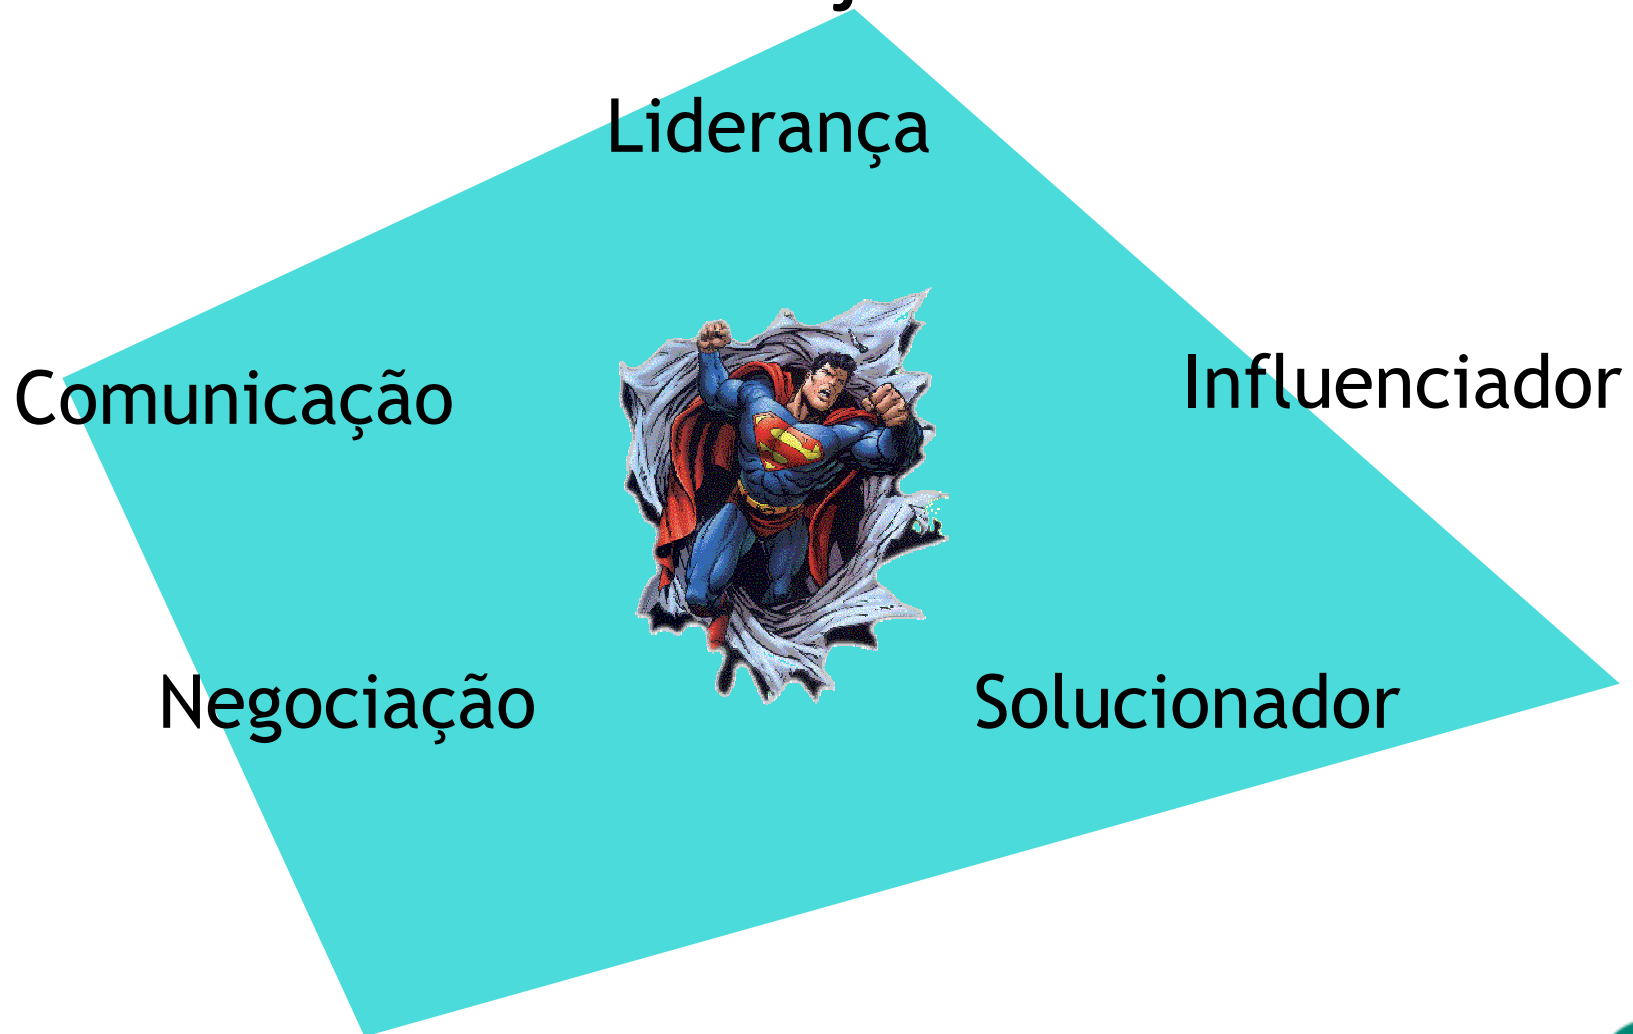 Liderança
Comunicação
Influenciador
Negociação
Solucionador